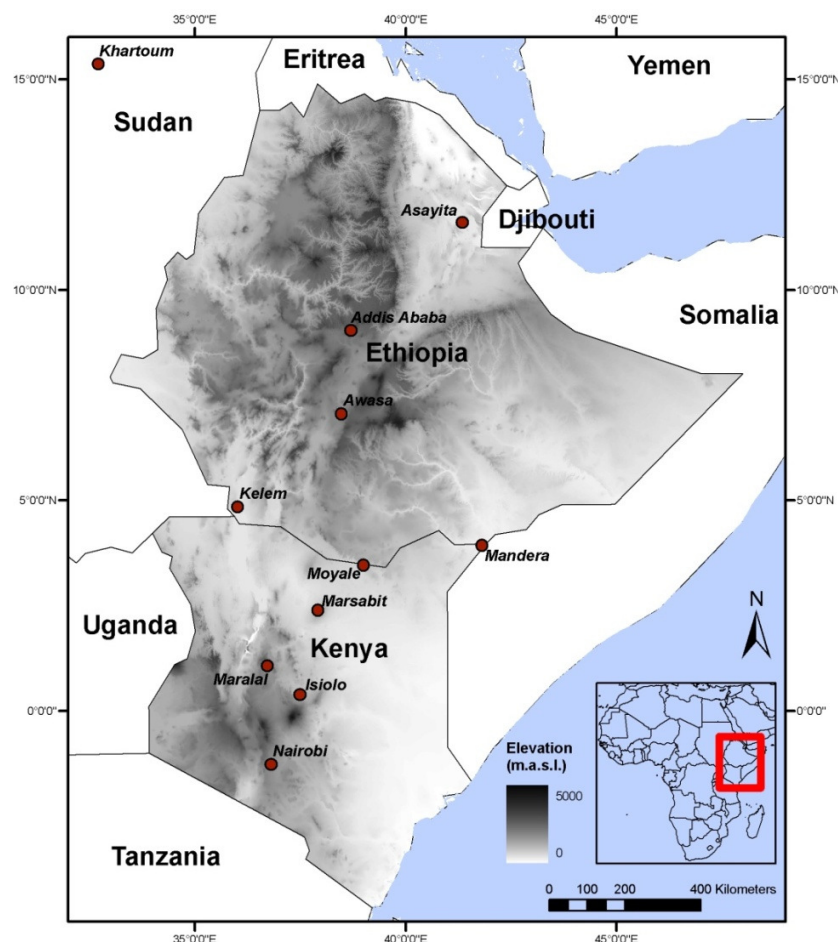 35°0'0"E 40°0'0"E 45°0'0"E
Khartoum
Eritrea
Yemen
15°0'0"N
15°0'0"N
Sudan
Asayita
Djibouti
10°0'0"N
10°0'0"N
Somalia
Addis Ababa
Ethiopia
Awasa
5°0'0"N
5°0'0"N
Kelem
Mandera
Moyale
Marsabit
N
Uganda
Kenya
Maralal
Isiolo
0°0'0"
0°0'0"
Nairobi
Elevation
(m.a.s.l.)
5000
0
Tanzania
0 100 200 400 Kilometers
35°0'0"E 40°0'0"E 45°0'0"E